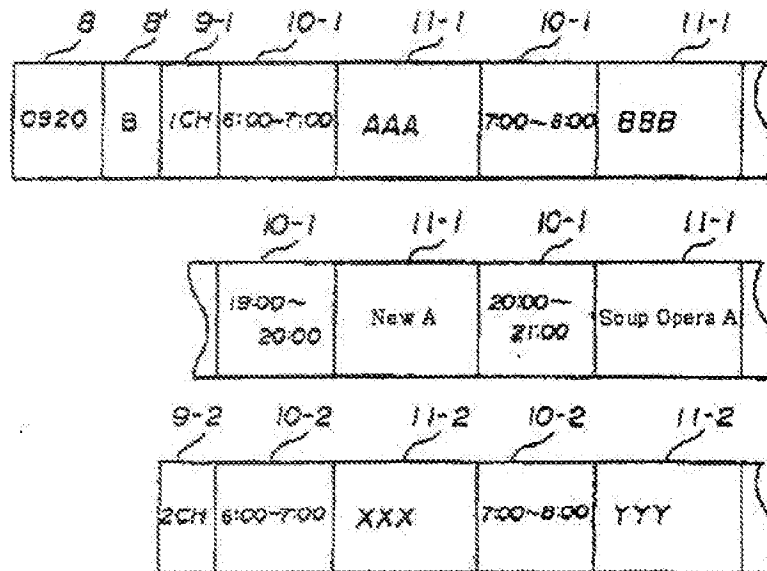 8 8' 9-1 10-1 11-1 10-1 11-1
0920 B 1CH 6:00~7:00 AAA 7:00~8:00 BBB
10-1 11-1 10-1 11-1
19:00~ 20:00 New A 20:00~ 21:00 Soup Opera A
9-2 10-2 11-2 10-2 11-2
2CH 6:00~7:00 XXX 7:00~8:00 YYY